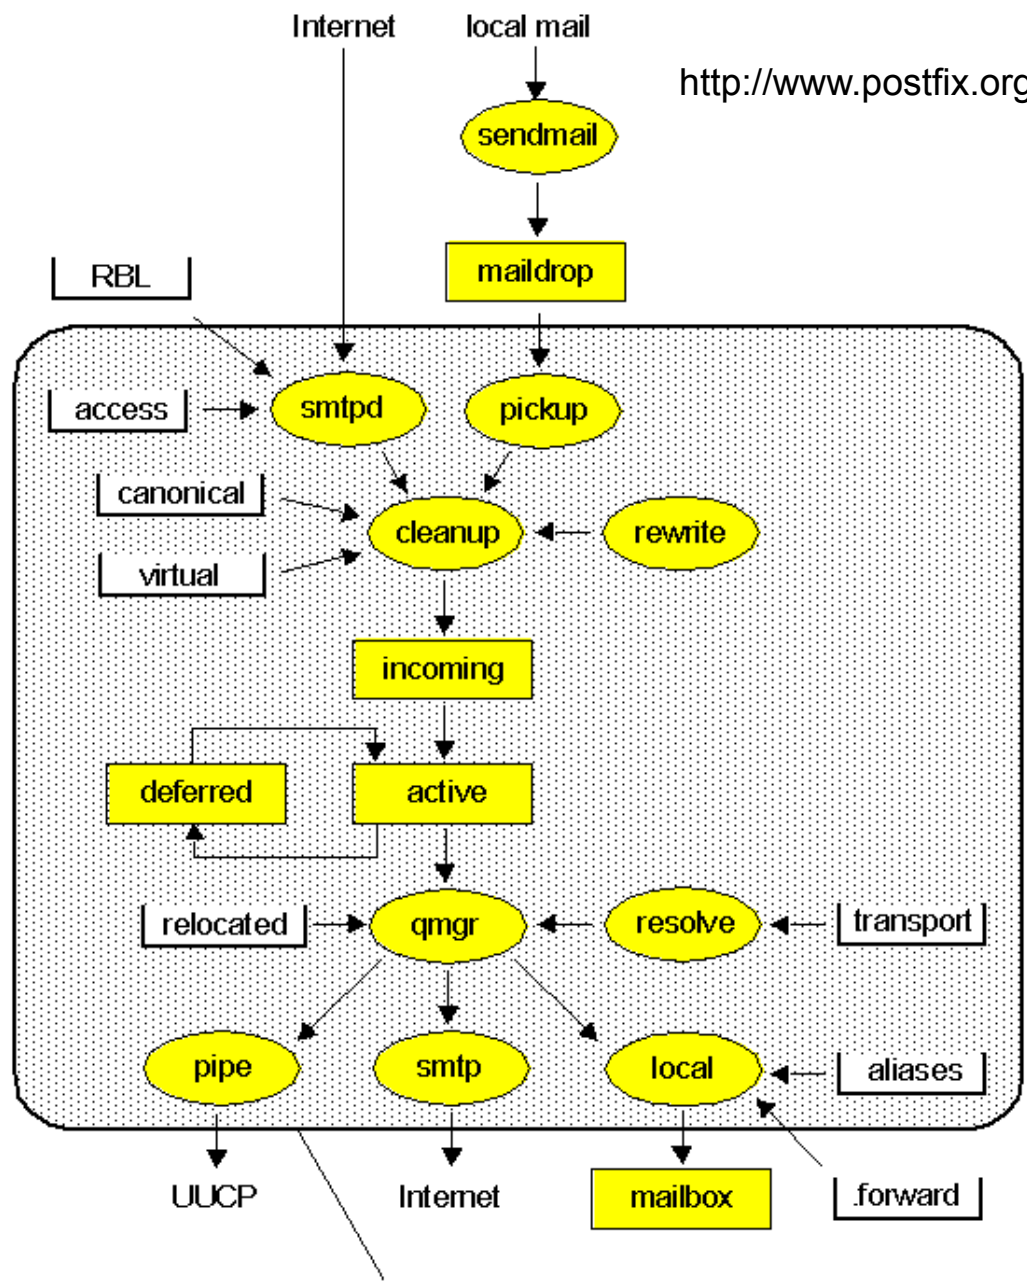 Internet local mail
http://www.postfix.org
sendmail
maildrop
RBL
access
smtpd
pickup
canonical
cleanup
rewrite
virtual
incoming
deferred
active
relocated
qmgr
resolve
transport
pipe
smtp
local
aliases
UUCP
Internet
mailbox
.forward